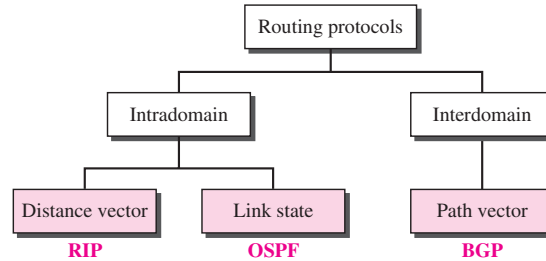 Routing protocols
Intradomain
Interdomain
Distance vector
Link state
Path vector
RIP
OSPF
BGP